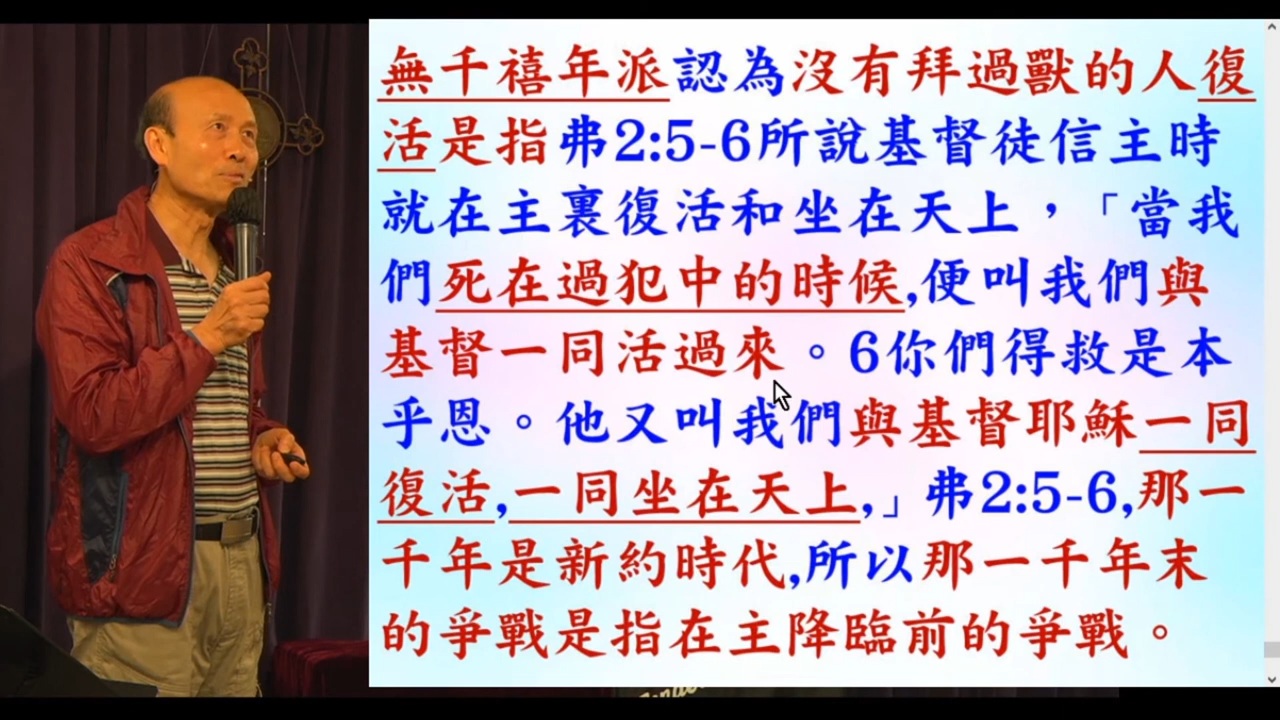 無千禧年派認為沒有拜過獸的人復
活是指弗2:5-6所說基督徒信主時
就在主裏復活和坐在天上，「當我
們死在過犯中的時候,便叫我們與
基督一同活過來。6你們得救是本
乎恩。他又叫我們與基督耶穌一同
復活,一同坐在天上,」弗2:5-6,那一
千年是新約時代,所以那一千年末
的爭戰是指在主降臨前的爭戰。